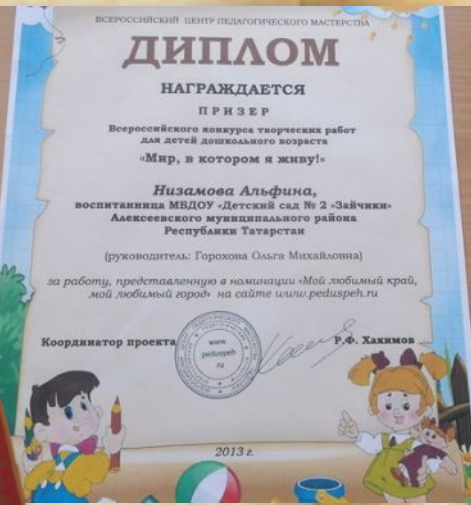 ВСЕРОССИЙСКИЙ ЦЕНТР ПЕДАГОГИЧЕСКОГО МАСТЕРСТВА
ДИПЛОМ
НАГРАЖДАЕТСЯ
ПРИЗЕР
Всероссийского конкурса творческих работ
для детей дошкольного возраста
«Мир, в котором я живу!»
Низамова Альфина,
воспитанница МБДОУ «Детский сад № 2 «Зайчики»
Алексеевского муниципального района
Республики Татарстан
(руководитель: Горохова Ольга Михайловна)
за работу, представленную в номинации «Мой любимый край,
мой любимый город» на сайте www.peduspeh.ru
Координатор проекта
www
peduspeh
.ru
Р.Ф. Хакимов
2013 г.